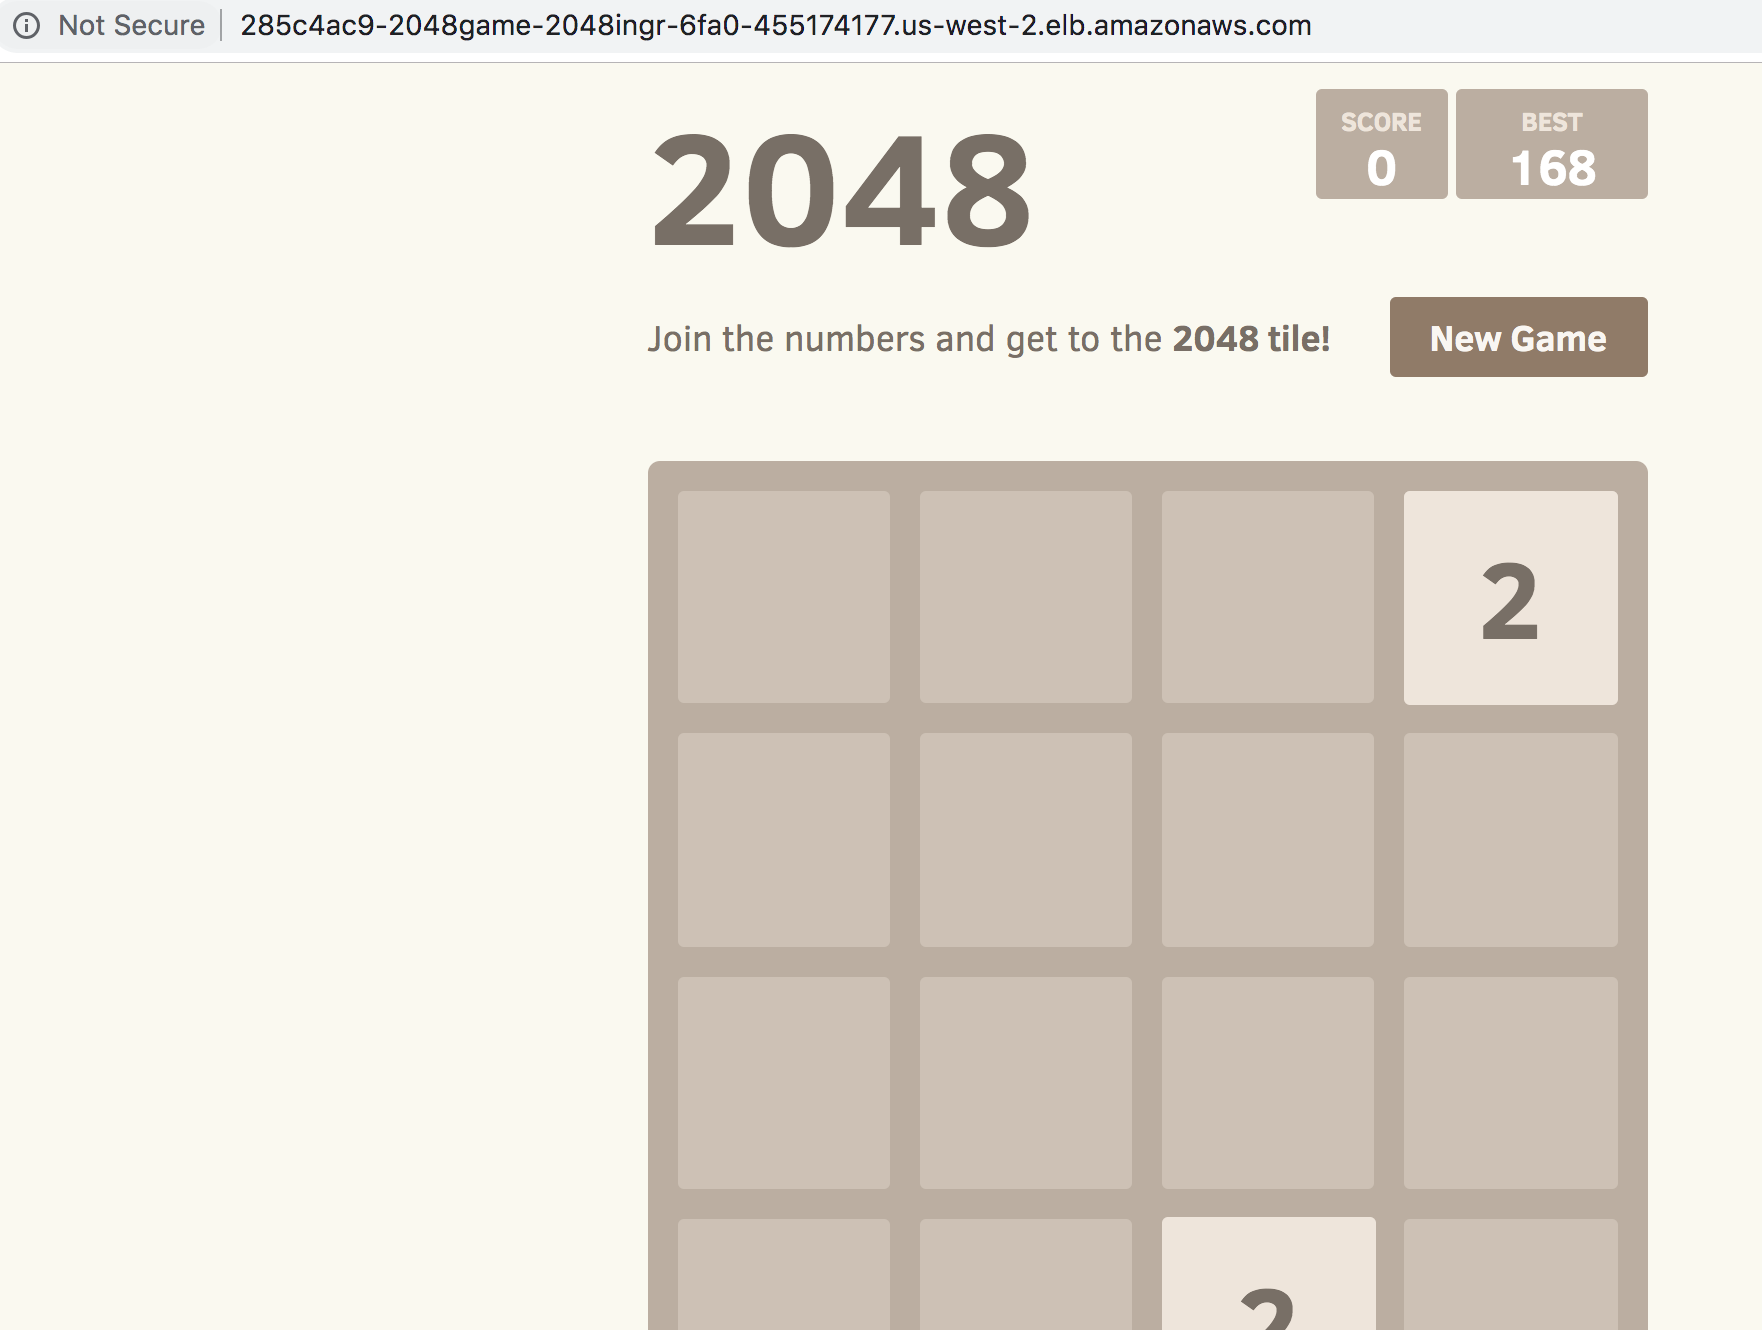 Not Secure 285c4ac9-2048game-2048ingr-6fa0-455174177.us-west-2.elb.amazonaws.com
2048
SCORE
0
BEST
168
Join the numbers and get to the 2048 tile!
New Game
2
2